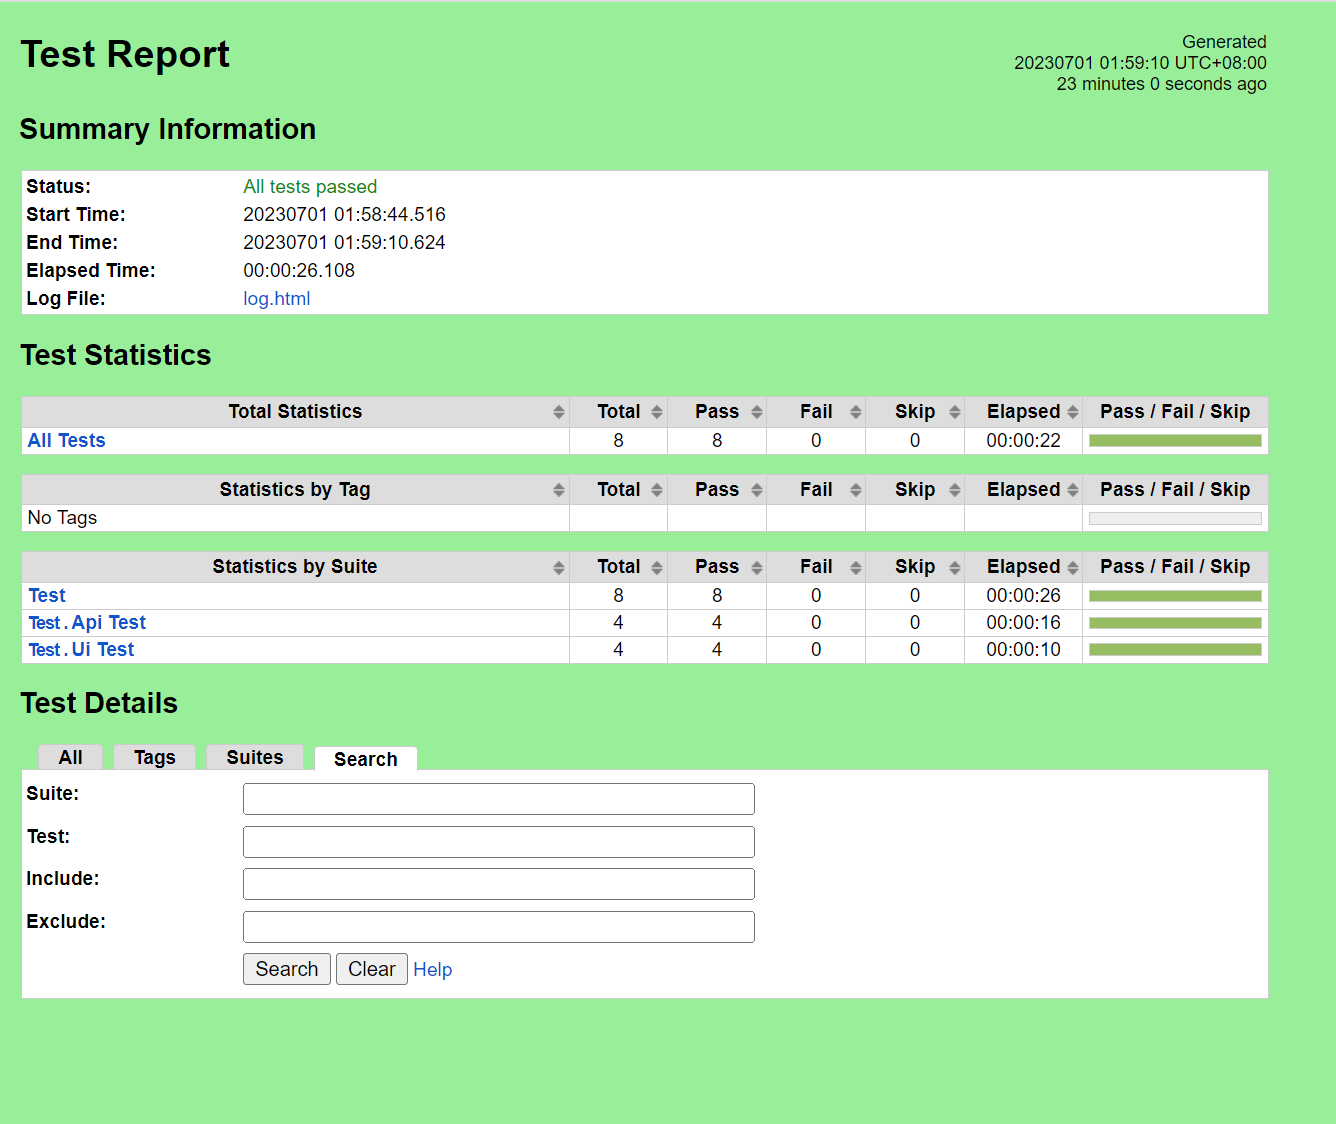 Test Report
Generated
20230701 01:59:10 UTC+08:00
23 minutes 0 seconds ago
Summary Information
Status: All tests passed
Start Time: 20230701 01:58:44.516
End Time: 20230701 01:59:10.624
Elapsed Time: 00:00:26.108
Log File: log.html
Test Statistics
Total Statistics Total Pass Fail Skip Elapsed Pass / Fail / Skip
All Tests 8 8 0 0 00:00:22
Statistics by Tag Total Pass Fail Skip Elapsed Pass / Fail / Skip
No Tags
Statistics by Suite Total Pass Fail Skip Elapsed Pass / Fail / Skip
Test 8 8 0 0 00:00:26
Test . Api Test 4 4 0 0 00:00:16
Test . Ui Test 4 4 0 0 00:00:10
Test Details
All Tags Suites Search
Suite:
Test:
Include:
Exclude:
Search Clear Help